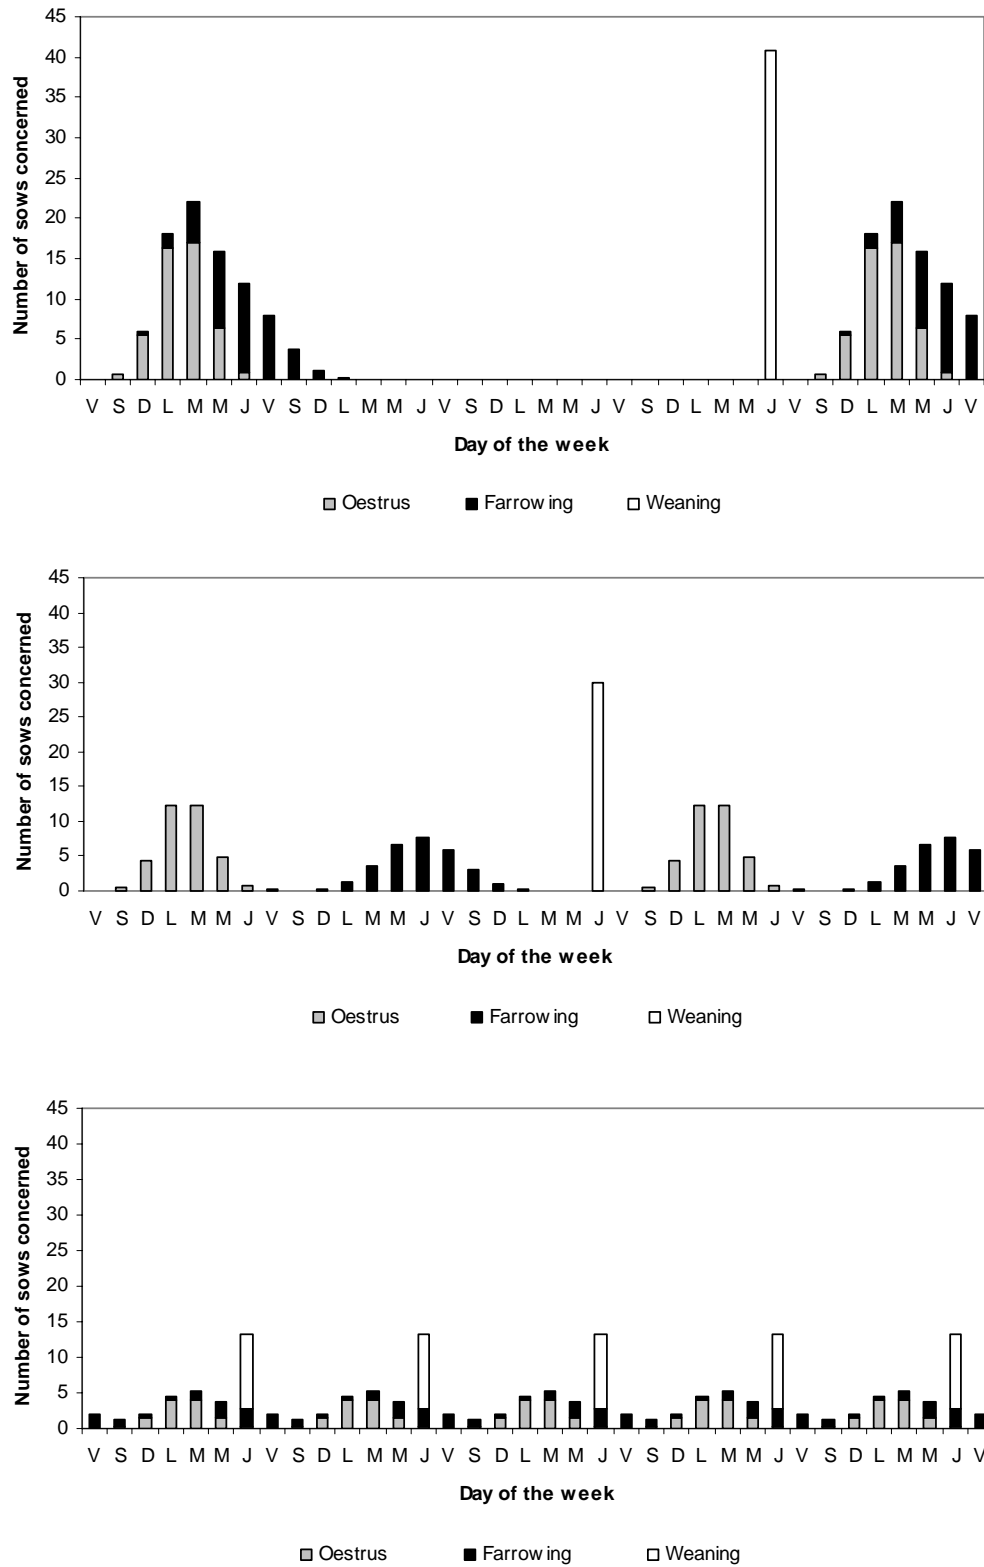 45
40
35
30
25
20
15
10
5
0
Number of sows concerned
V S D L M M J V S D L M M J V S D L M M J V S D L M M J V S D L M M J V
Day of the week
Oestrus Farrowing Weaning
45
40
35
30
25
20
15
10
5
0
Number of sows concerned
V S D L M M J V S D L M M J V S D L M M J V S D L M M J V S D L M M J V
Day of the week
Oestrus Farrowing Weaning
45
40
35
30
25
20
15
10
5
0
Number of sows concerned
V S D L M M J V S D L M M J V S D L M M J V S D L M M J V S D L M M J V
Day of the week
Oestrus Farrowing Weaning